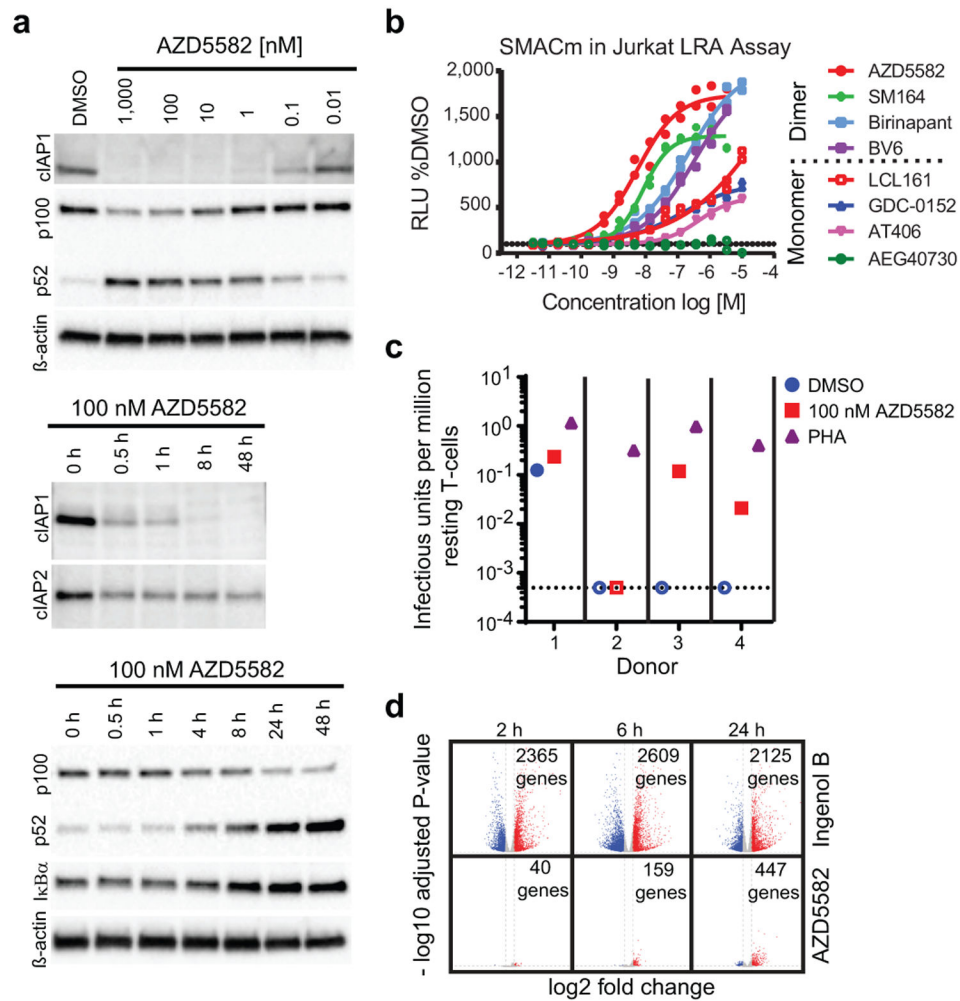 a
AZD5582 [nM]
DMSO
1,000
100
10
1
0.1
0.01
cIAP1
p100
p52
ß-actin
100 nM AZD5582
0 h
0.5 h
1 h
8 h
48 h
cIAP1
cIAP2
100 nM AZD5582
0 h
0.5 h
1 h
4 h
8 h
24 h
48 h
p100
p52
IκBα
ß-actin
b
SMACm in Jurkat LRA Assay
RLU %DMSO
2,000
1,500
1,000
500
0
-12 -11 -10 -9 -8 -7 -6 -5 -4
Concentration log [M]
Dimer
AZD5582
SM164
Birinapant
BV6
Monomer
LCL161
GDC-0152
AT406
AEG40730
c
Infectious units per million
resting T-cells
10¹
10⁰
10⁻¹
10⁻²
10⁻³
10⁻⁴
1 2 3 4
Donor
DMSO
100 nM AZD5582
PHA
d
2 h 6 h 24 h
- log10 adjusted P-value
2365
genes
2609
genes
2125
genes
Ingenol B
40
genes
159
genes
447
genes
AZD5582
log2 fold change